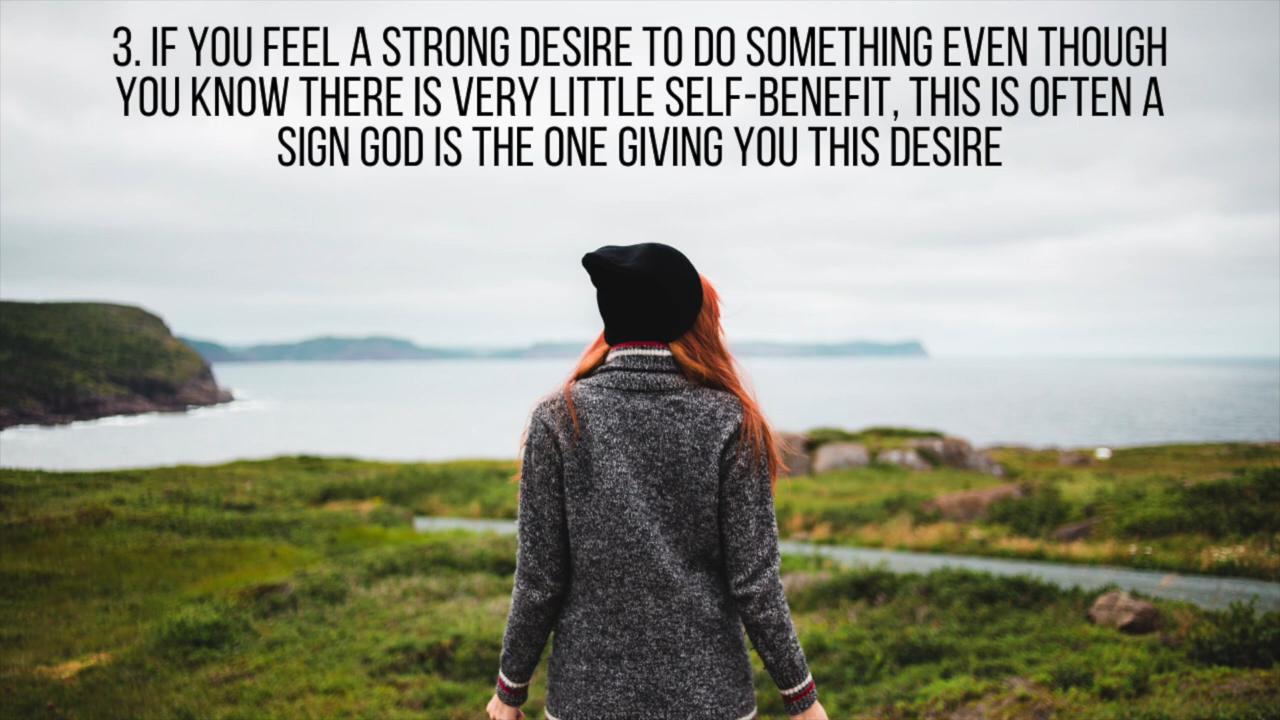 3. IF YOU FEEL A STRONG DESIRE TO DO SOMETHING EVEN THOUGH
YOU KNOW THERE IS VERY LITTLE SELF-BENEFIT, THIS IS OFTEN A
SIGN GOD IS THE ONE GIVING YOU THIS DESIRE